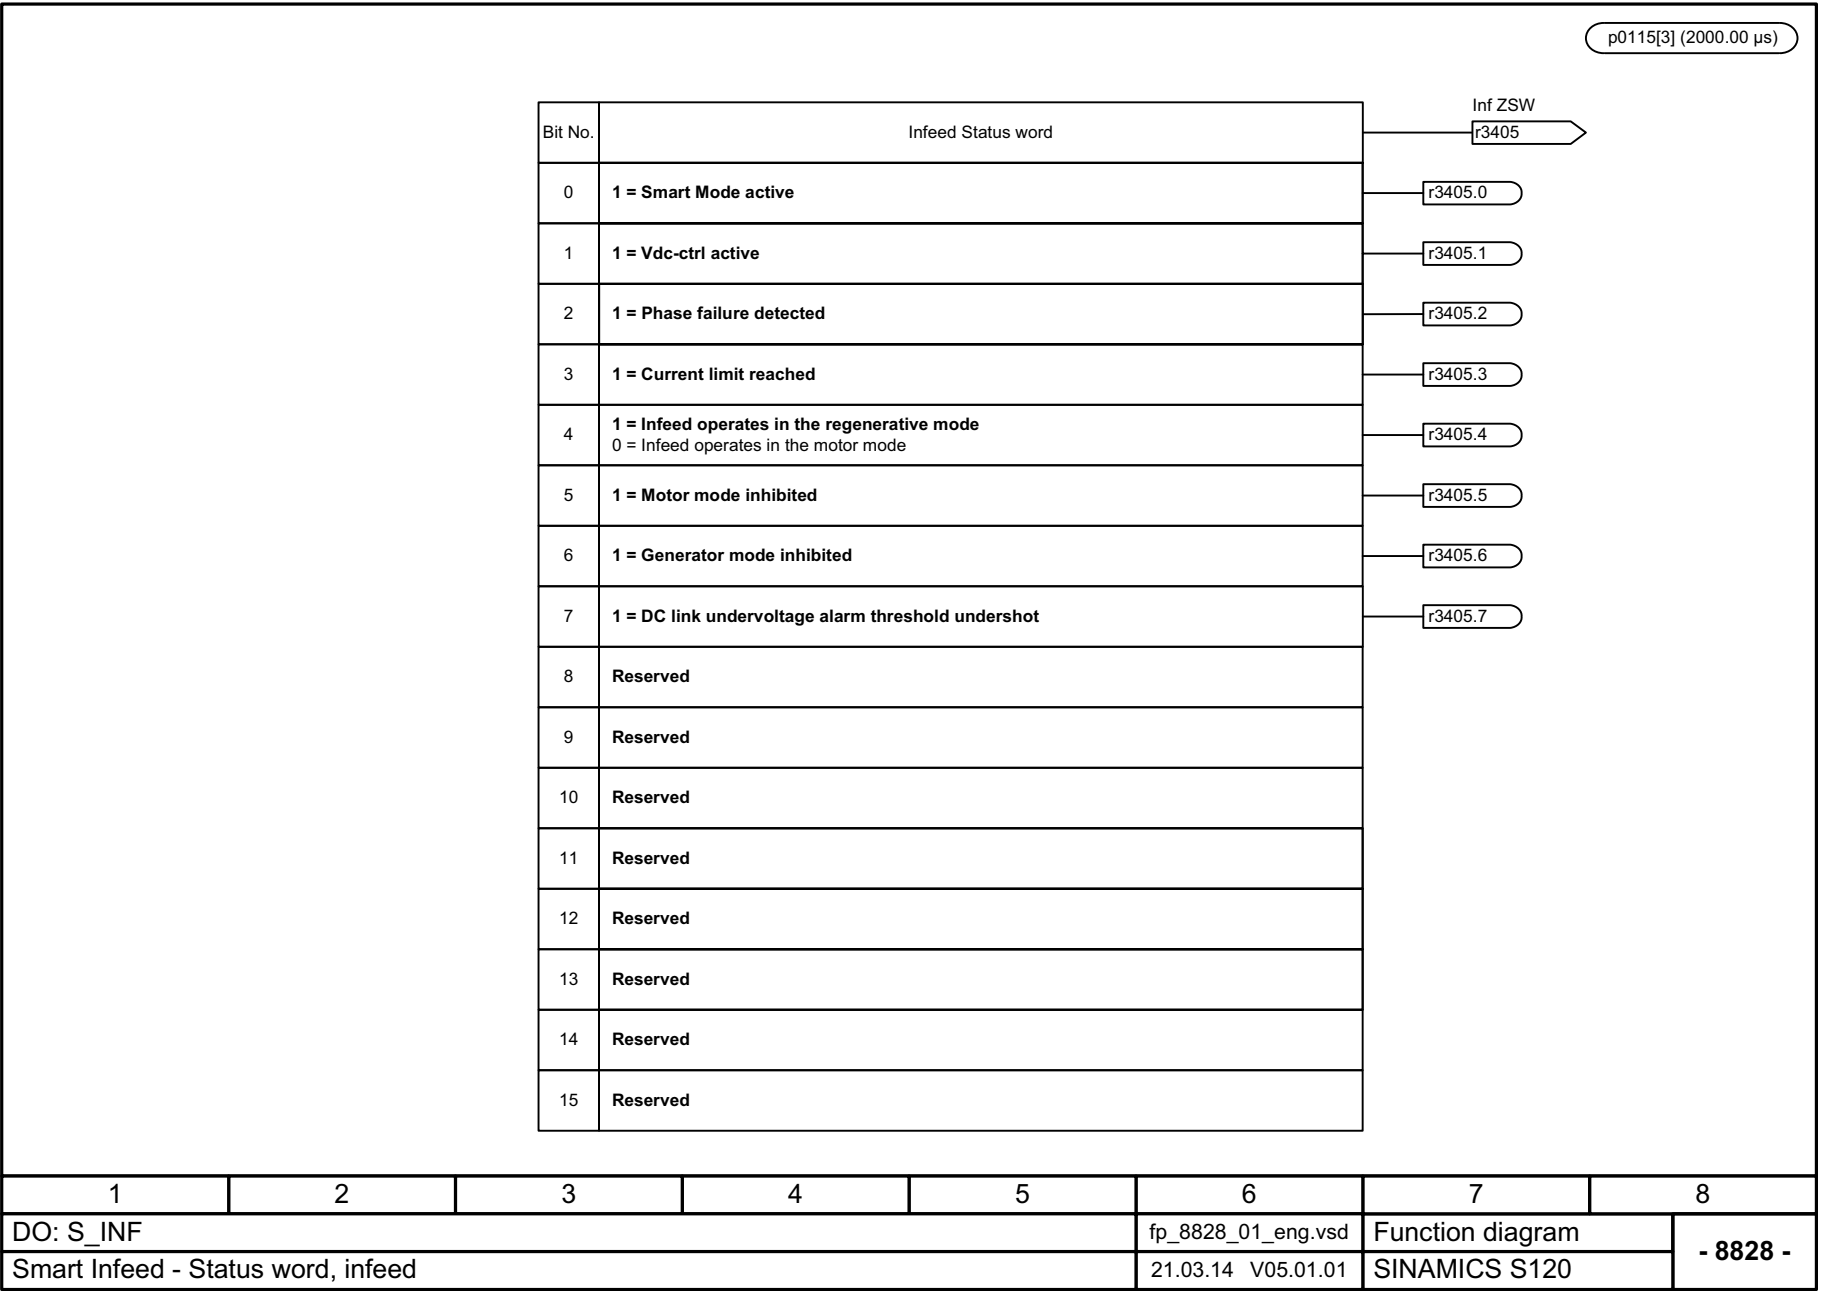 p0115[3] (2000.00 µs)
Inf ZSW
Bit No. Infeed Status word r3405
0 1 = Smart Mode active r3405.0
1 1 = Vdc-ctrl active r3405.1
2 1 = Phase failure detected r3405.2
3 1 = Current limit reached r3405.3
4 1 = Infeed operates in the regenerative mode r3405.4
0 = Infeed operates in the motor mode
5 1 = Motor mode inhibited r3405.5
6 1 = Generator mode inhibited r3405.6
7 1 = DC link undervoltage alarm threshold undershot r3405.7
8 Reserved
9 Reserved
10 Reserved
11 Reserved
12 Reserved
13 Reserved
14 Reserved
15 Reserved
1 2 3 4 5 6 7 8
DO: S_INF fp_8828_01_eng.vsd Function diagram
- 8828 -
Smart Infeed - Status word, infeed 21.03.14 V05.01.01 SINAMICS S120